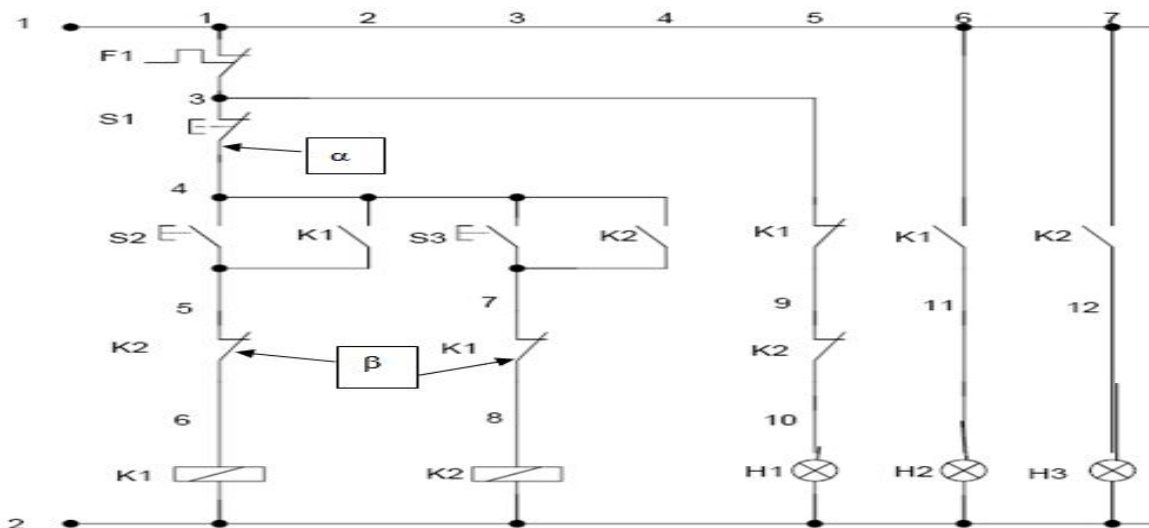 1 1 2 3 4 5 6 7
F1
3
S1
α
4
S2 K1 S3 K2 K1 K1 K2
5 7 9 11 12
K2 β K1 K2
6 8 10
K1 K2 H1 H2 H3
2